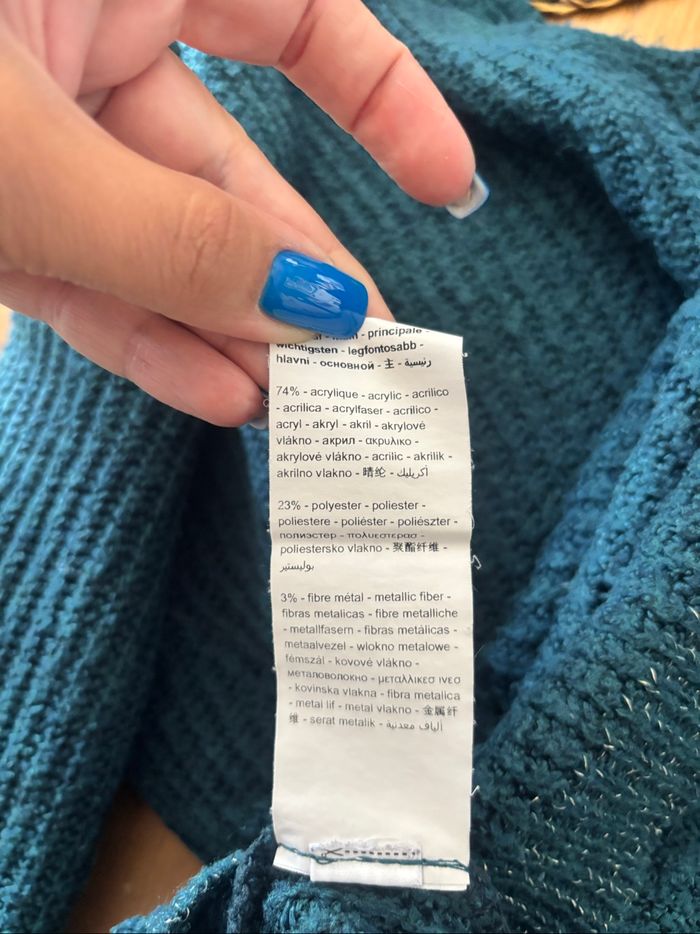 - principale -
wichtigsten - legfontosabb -
hlavni - основной - 主 - رئيسية
74% - acrylique - acrylic - acrilico
- acrilica - acrylfaser - acrilico -
acryl - akryl - akril - akrylové
vlákno - акрил - ακρυλικο -
akrylové vlákno - acrilic - akrilik -
akrilno vlakno - 晴纶 - أكريليك
23% - polyester - poliester -
poliestere - poliéster - poliészter -
полиэстер - πολυεστερασ -
poliestersko vlakno - 聚酯纤维 -
بوليستير
3% - fibre métal - metallic fiber -
fibras metalicas - fibre metalliche
- metallfasern - fibras metálicas -
metaalvezel - wlokno metalowe -
fémszál - kovové vlákno -
металоволокно - μεταλλικεσ ινεσ
- kovinska vlakna - fibra metalica
- metal lif - metal vlakno - 金属纤
维 - serat metalik - ألياف معدنية